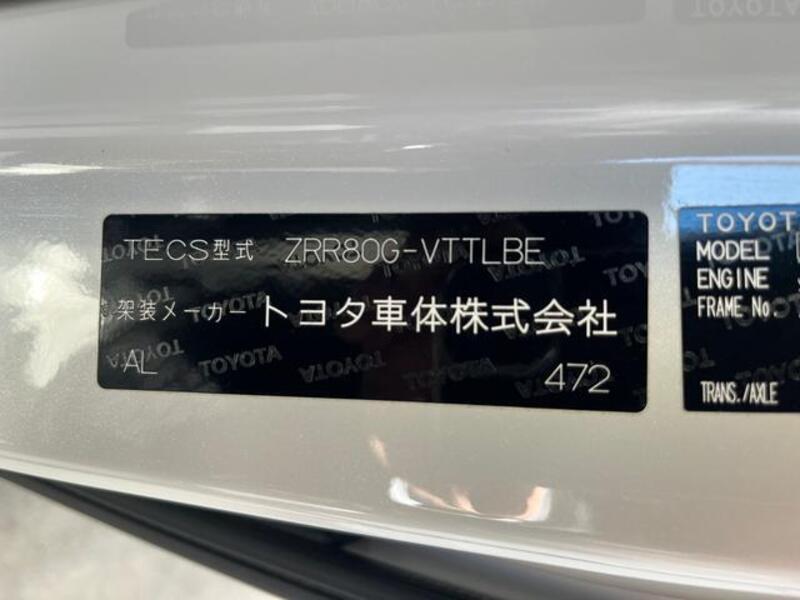 TECS型式 ZRR80G-VTTLBE
架装メーカー トヨタ車体株式会社
AL 472
TOYOTA
MODEL
ENGINE
FRAME No.
TRANS./AXLE